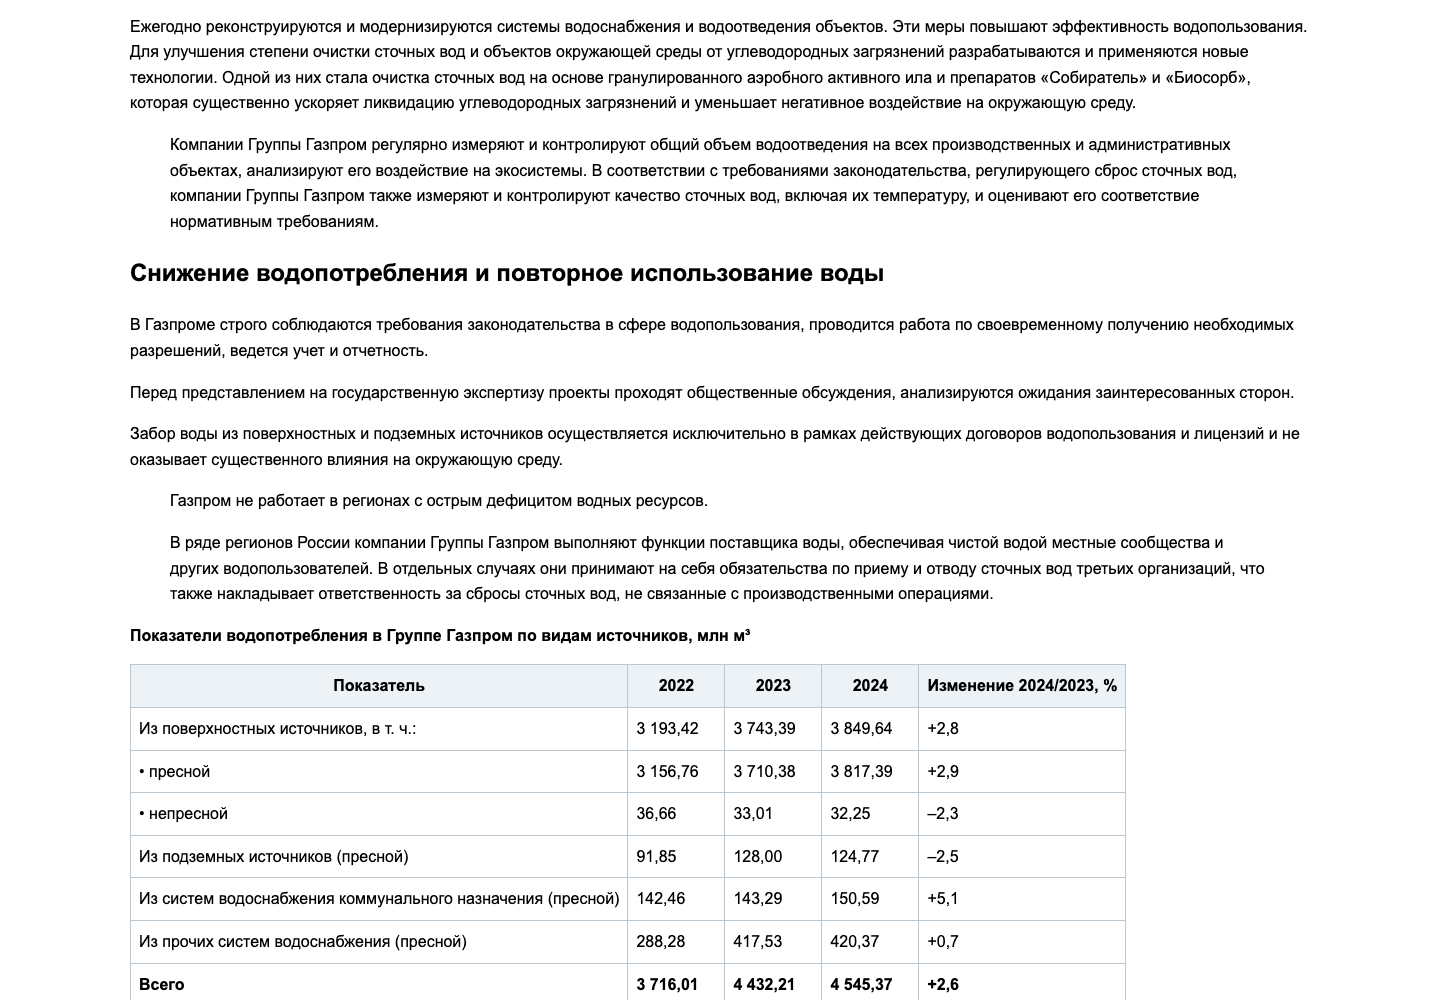 Ежегодно реконструируются и модернизируются системы водоснабжения и водоотведения объектов. Эти меры повышают эффективность водопользования.
Для улучшения степени очистки сточных вод и объектов окружающей среды от углеводородных загрязнений разрабатываются и применяются новые
технологии. Одной из них стала очистка сточных вод на основе гранулированного аэробного активного ила и препаратов «Собиратель» и «Биосорб»,
которая существенно ускоряет ликвидацию углеводородных загрязнений и уменьшает негативное воздействие на окружающую среду.
Компании Группы Газпром регулярно измеряют и контролируют общий объем водоотведения на всех производственных и административных
объектах, анализируют его воздействие на экосистемы. В соответствии с требованиями законодательства, регулирующего сброс сточных вод,
компании Группы Газпром также измеряют и контролируют качество сточных вод, включая их температуру, и оценивают его соответствие
нормативным требованиям.
Снижение водопотребления и повторное использование воды
В Газпроме строго соблюдаются требования законодательства в сфере водопользования, проводится работа по своевременному получению необходимых
разрешений, ведется учет и отчетность.
Перед представлением на государственную экспертизу проекты проходят общественные обсуждения, анализируются ожидания заинтересованных сторон.
Забор воды из поверхностных и подземных источников осуществляется исключительно в рамках действующих договоров водопользования и лицензий и не
оказывает существенного влияния на окружающую среду.
Газпром не работает в регионах с острым дефицитом водных ресурсов.
В ряде регионов России компании Группы Газпром выполняют функции поставщика воды, обеспечивая чистой водой местные сообщества и
других водопользователей. В отдельных случаях они принимают на себя обязательства по приему и отводу сточных вод третьих организаций, что
также накладывает ответственность за сбросы сточных вод, не связанные с производственными операциями.
Показатели водопотребления в Группе Газпром по видам источников, млн м³
Показатель 2022 2023 2024 Изменение 2024/2023, %
Из поверхностных источников, в т. ч.: 3 193,42 3 743,39 3 849,64 +2,8
• пресной 3 156,76 3 710,38 3 817,39 +2,9
• непресной 36,66 33,01 32,25 –2,3
Из подземных источников (пресной) 91,85 128,00 124,77 –2,5
Из систем водоснабжения коммунального назначения (пресной) 142,46 143,29 150,59 +5,1
Из прочих систем водоснабжения (пресной) 288,28 417,53 420,37 +0,7
Всего 3 716,01 4 432,21 4 545,37 +2,6